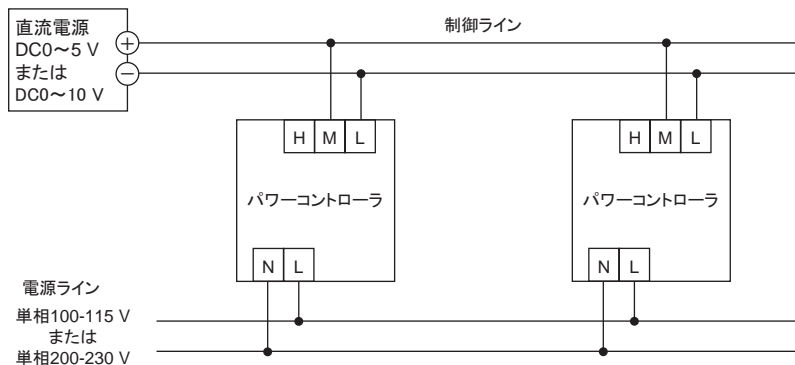 直流電源
DC0～5 V
または
DC0～10 V
＋
－
制御ライン
H M L
H M L
パワーコントローラ
パワーコントローラ
N L
N L
電源ライン
単相100-115 V
または
単相200-230 V